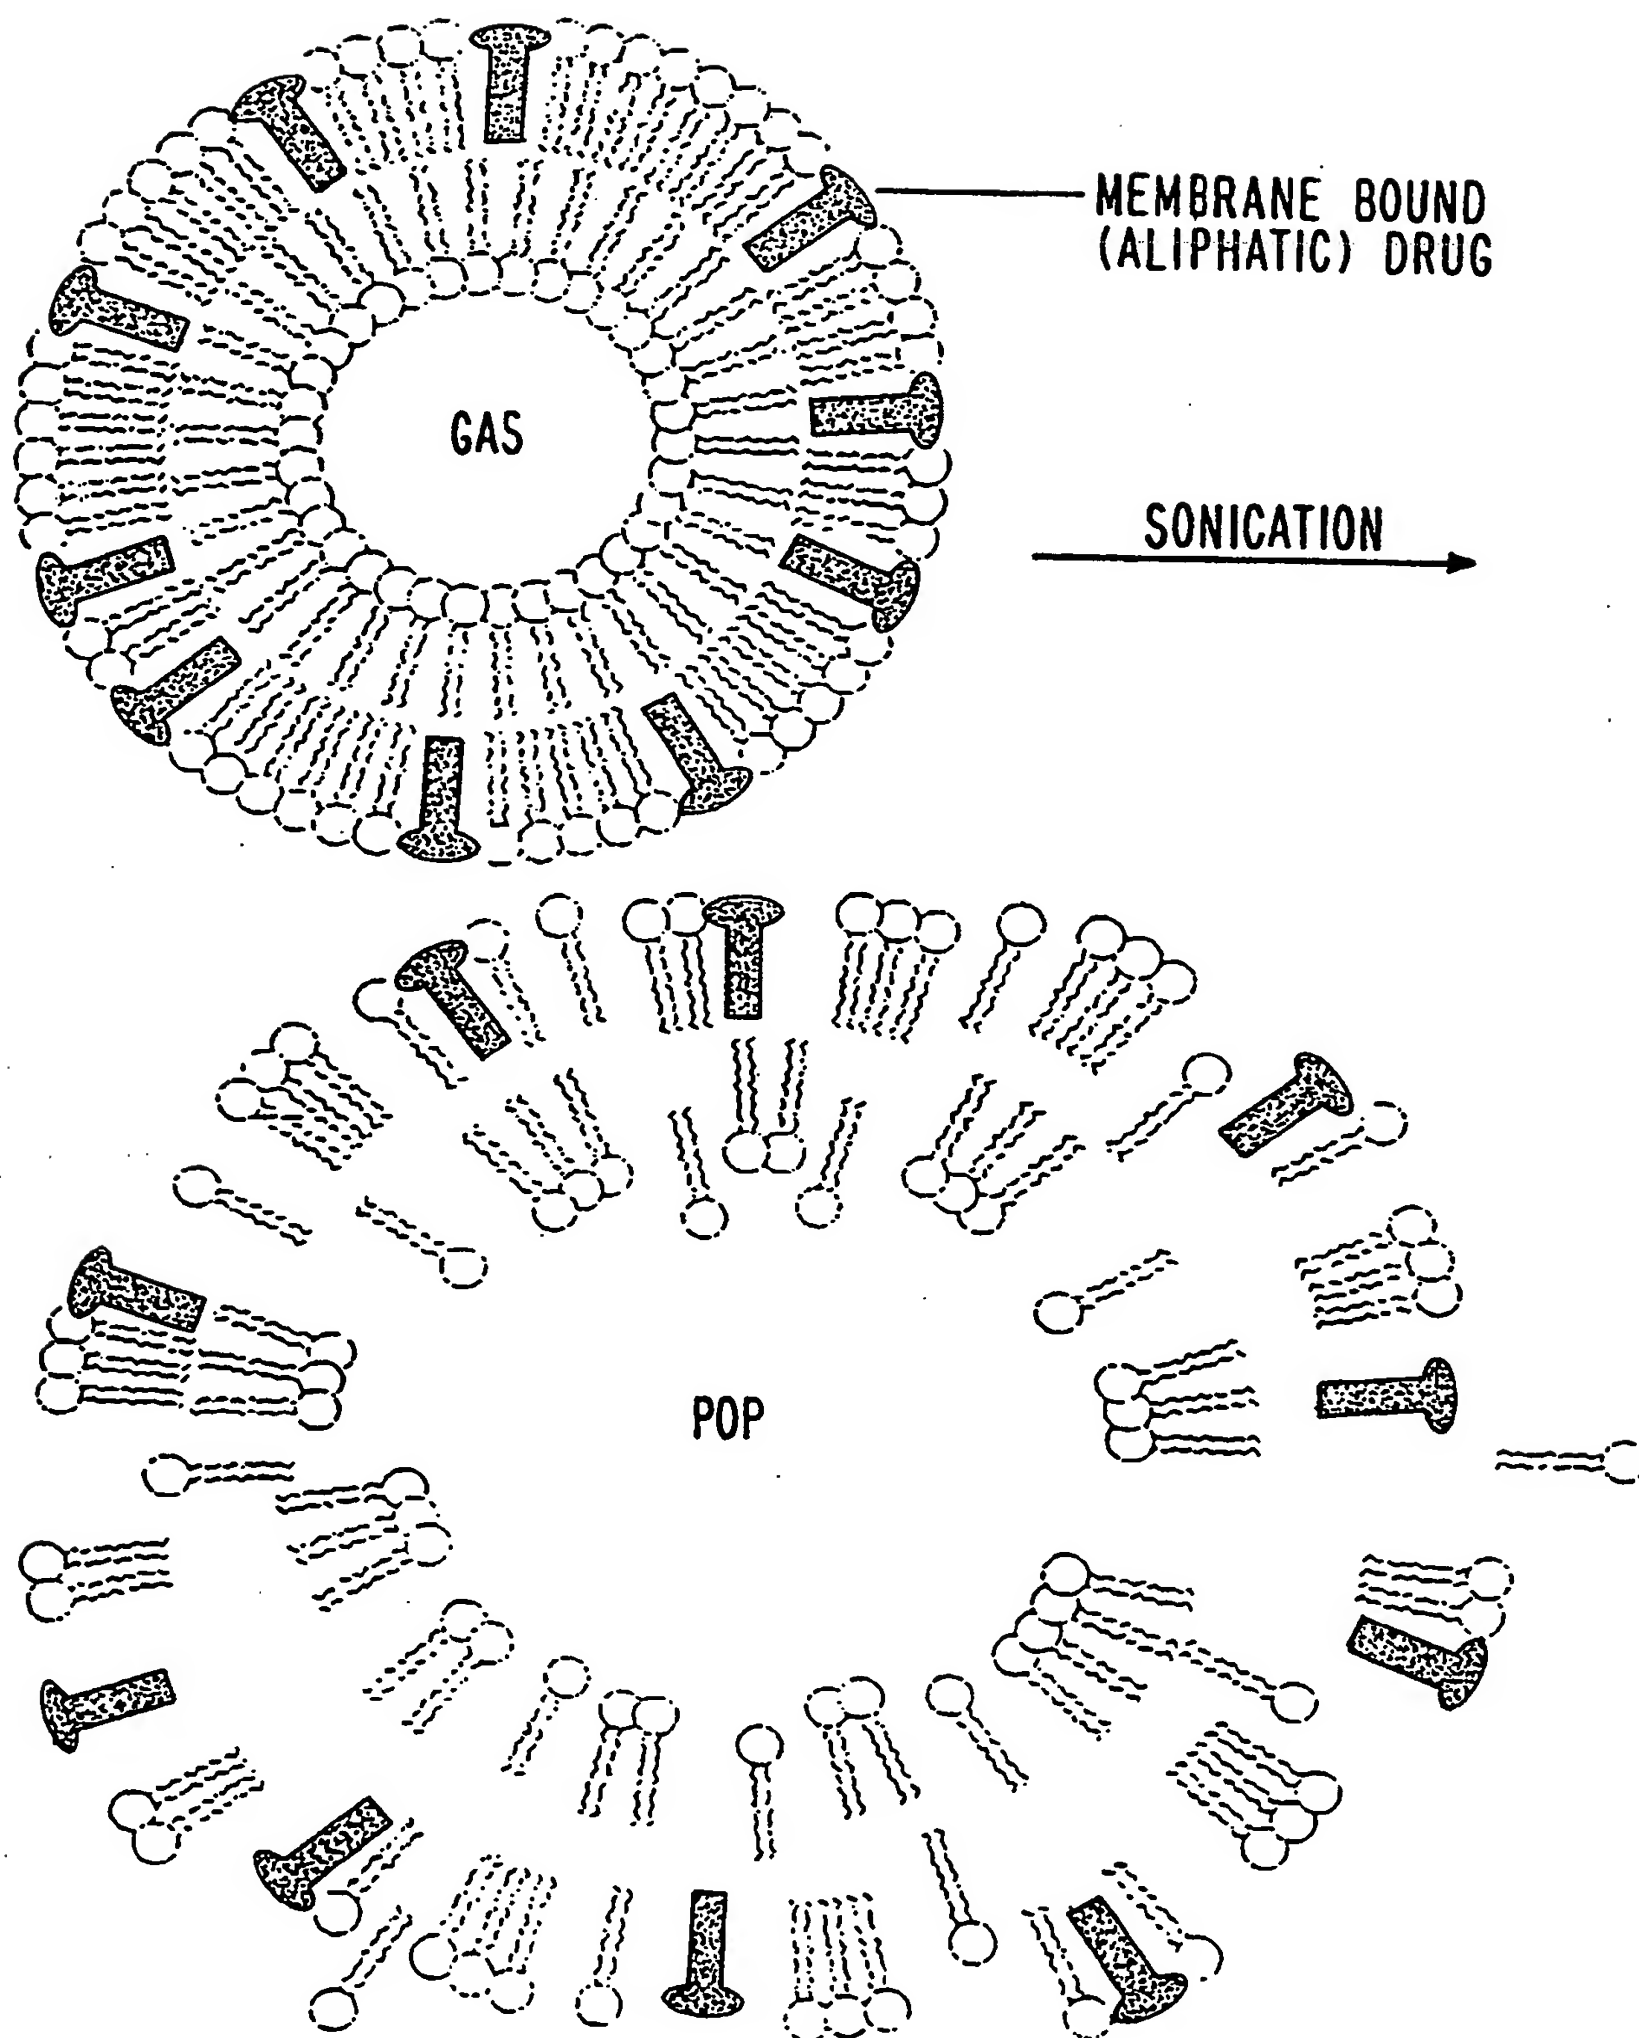 MEMBRANE BOUND
(ALIPHATIC) DRUG
GAS
SONICATION
POP